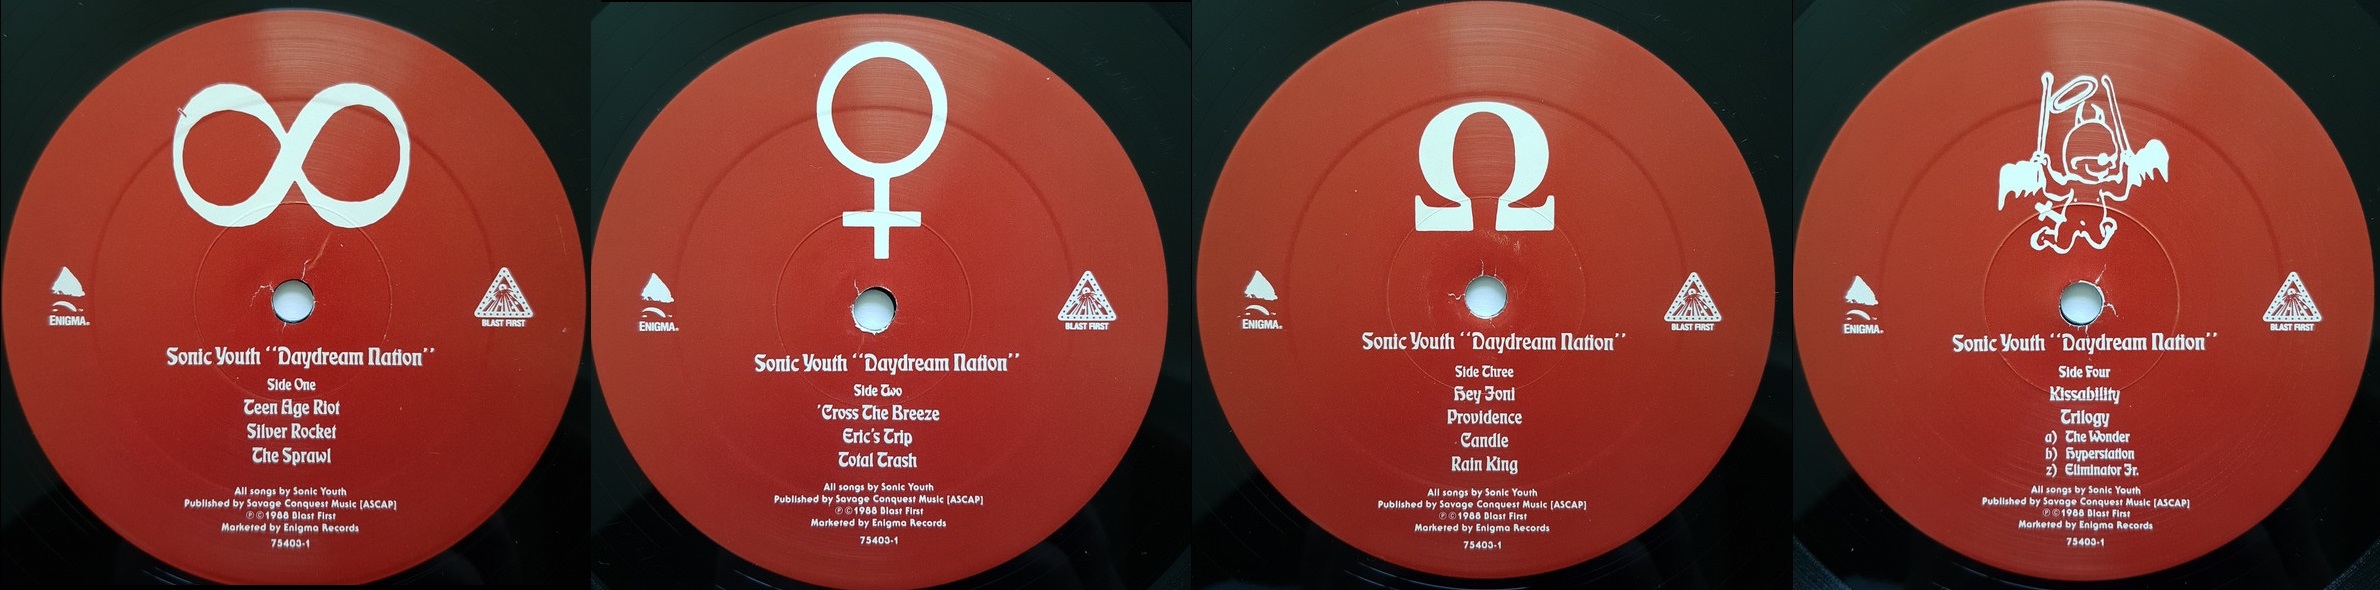 ENIGMA®
BLAST FIRST
Sonic Youth “Daydream Nation”
Side One
Teen Age Riot
Silver Rocket
The Sprawl
All songs by Sonic Youth
Published by Savage Conquest Music [ASCAP]
℗©1988 Blast First
Marketed by Enigma Records
75403-1
ENIGMA®
BLAST FIRST
Sonic Youth “Daydream Nation”
Side Two
'Cross The Breeze
Eric's Trip
Total Trash
All songs by Sonic Youth
Published by Savage Conquest Music [ASCAP]
℗©1988 Blast First
Marketed by Enigma Records
75403-1
Ω
ENIGMA®
BLAST FIRST
Sonic Youth “Daydream Nation”
Side Three
Hey Joni
Providence
Candle
Rain King
All songs by Sonic Youth
Published by Savage Conquest Music [ASCAP]
℗©1988 Blast First
Marketed by Enigma Records
75403-1
ENIGMA®
BLAST FIRST
Sonic Youth “Daydream Nation”
Side Four
Kissability
Trilogy
a) The Wonder
b) Hyperstation
z) Eliminator Jr.
All songs by Sonic Youth
Published by Savage Conquest Music [ASCAP]
℗©1988 Blast First
Marketed by Enigma Records
75403-1